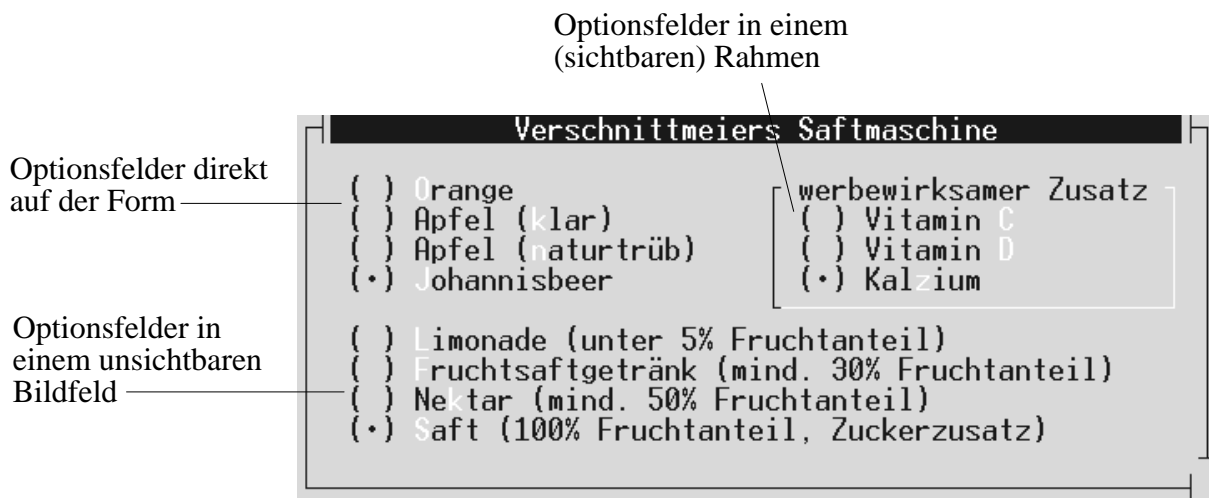 Optionsfelder in einem
(sichtbaren) Rahmen
Verschnittmeiers Saftmaschine
Optionsfelder direkt
auf der Form
( ) Orange
( ) Apfel (klar)
( ) Apfel (naturtrüb)
(•) Johannisbeer
werbewirksamer Zusatz
( ) Vitamin C
( ) Vitamin D
(•) Kalzium
Optionsfelder in
einem unsichtbaren
Bildfeld
( ) Limonade (unter 5% Fruchtanteil)
( ) Fruchtsaftgetränk (mind. 30% Fruchtanteil)
( ) Nektar (mind. 50% Fruchtanteil)
(•) Saft (100% Fruchtanteil, Zuckerzusatz)